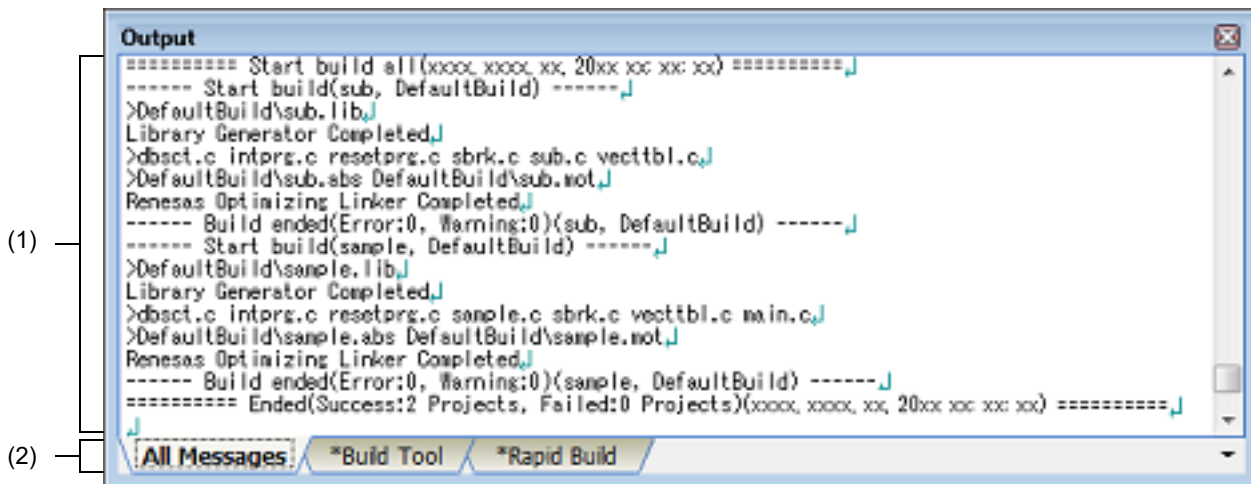 Output
========== Start build all(xxxx, xxxx, xx, 20xx xx: xx: xx) ==========
------ Start build(sub, DefaultBuild) ------
>DefaultBuild\sub.lib
Library Generator Completed
>dbsct.c intprg.c resetprg.c sbrk.c sub.c vecttbl.c
>DefaultBuild\sub.abs DefaultBuild\sub.mot
Renesas Optimizing Linker Completed
------ Build ended(Error:0, Warning:0)(sub, DefaultBuild) ------
------ Start build(sample, DefaultBuild) ------
>DefaultBuild\sample.lib
Library Generator Completed
>dbsct.c intprg.c resetprg.c sample.c sbrk.c vecttbl.c main.c
>DefaultBuild\sample.abs DefaultBuild\sample.mot
Renesas Optimizing Linker Completed
------ Build ended(Error:0, Warning:0)(sample, DefaultBuild) ------
========== Ended(Success:2 Projects, Failed:0 Projects)(xxxx, xxxx, xx, 20xx xx: xx: xx) ==========
(1)
(2)
All Messages *Build Tool *Rapid Build